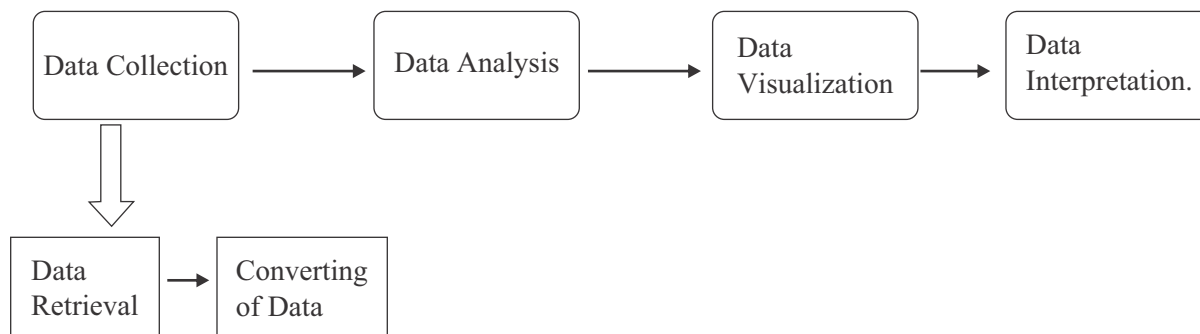 Data Collection
Data Analysis
Data
Visualization
Data
Interpretation.
Data
Retrieval
Converting
of Data